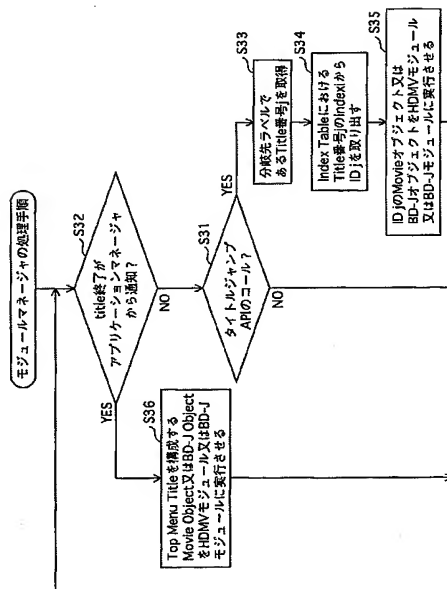 モジュールマネージャの処理手順
S32
title終了が
アプリケーションマネージャ
から通知？
YES
NO
S36
Top Menu Titleを構成する
Movie Object又はBD-J Object
をHDMVモジュール又はBD-J
モジュールに実行させる
S31
タイトルジャンプ
APIのコール？
YES
NO
S33
分岐先ラベルで
あるTitle番号jを取得
S34
Index Tableにおける
Title番号jのIndexjから
ID jを取り出す
S35
ID jのMovieオブジェクト又は
BD-JオブジェクトをHDMVモジュール
又はBD-Jモジュールに実行させる